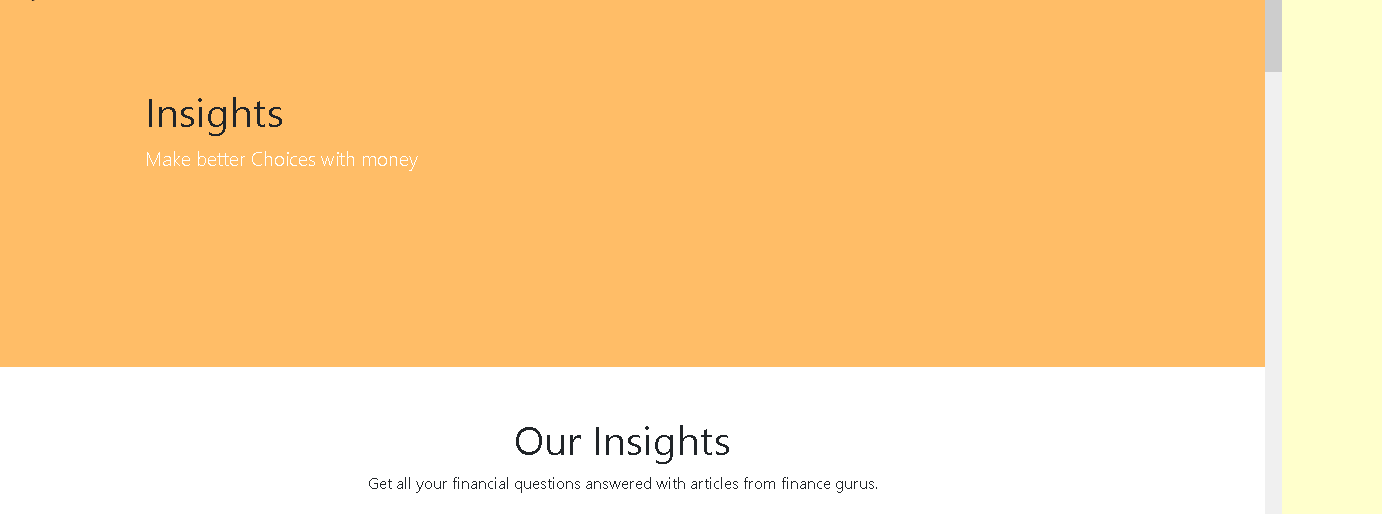 Insights
Make better Choices with money
Our Insights
Get all your financial questions answered with articles from finance gurus.